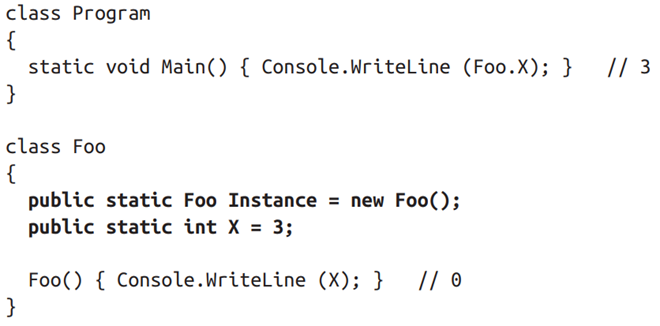 class Program
{
  static void Main() { Console.WriteLine (Foo.X); }   // 3
}

class Foo
{
  public static Foo Instance = new Foo();
  public static int X = 3;

  Foo() { Console.WriteLine (X); }   // 0
}